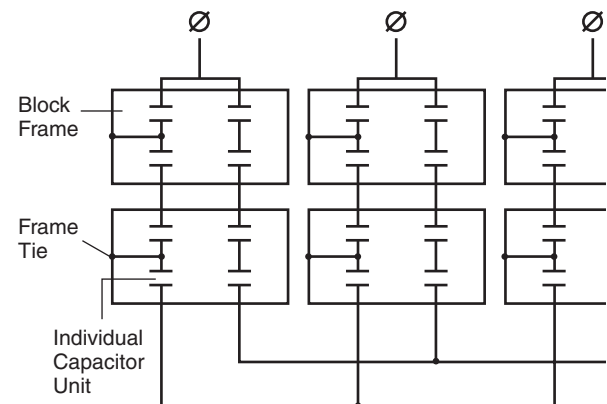 Ø Ø Ø
Block
Frame
Frame
Tie
Individual
Capacitor
Unit